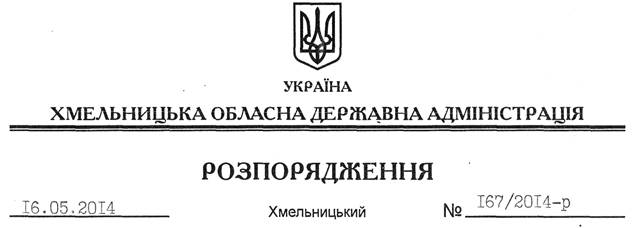 УКРАЇНА
ХМЕЛЬНИЦЬКА ОБЛАСНА ДЕРЖАВНА АДМІНІСТРАЦІЯ
РОЗПОРЯДЖЕННЯ
16.05.2014 Хмельницький № 167/2014-р